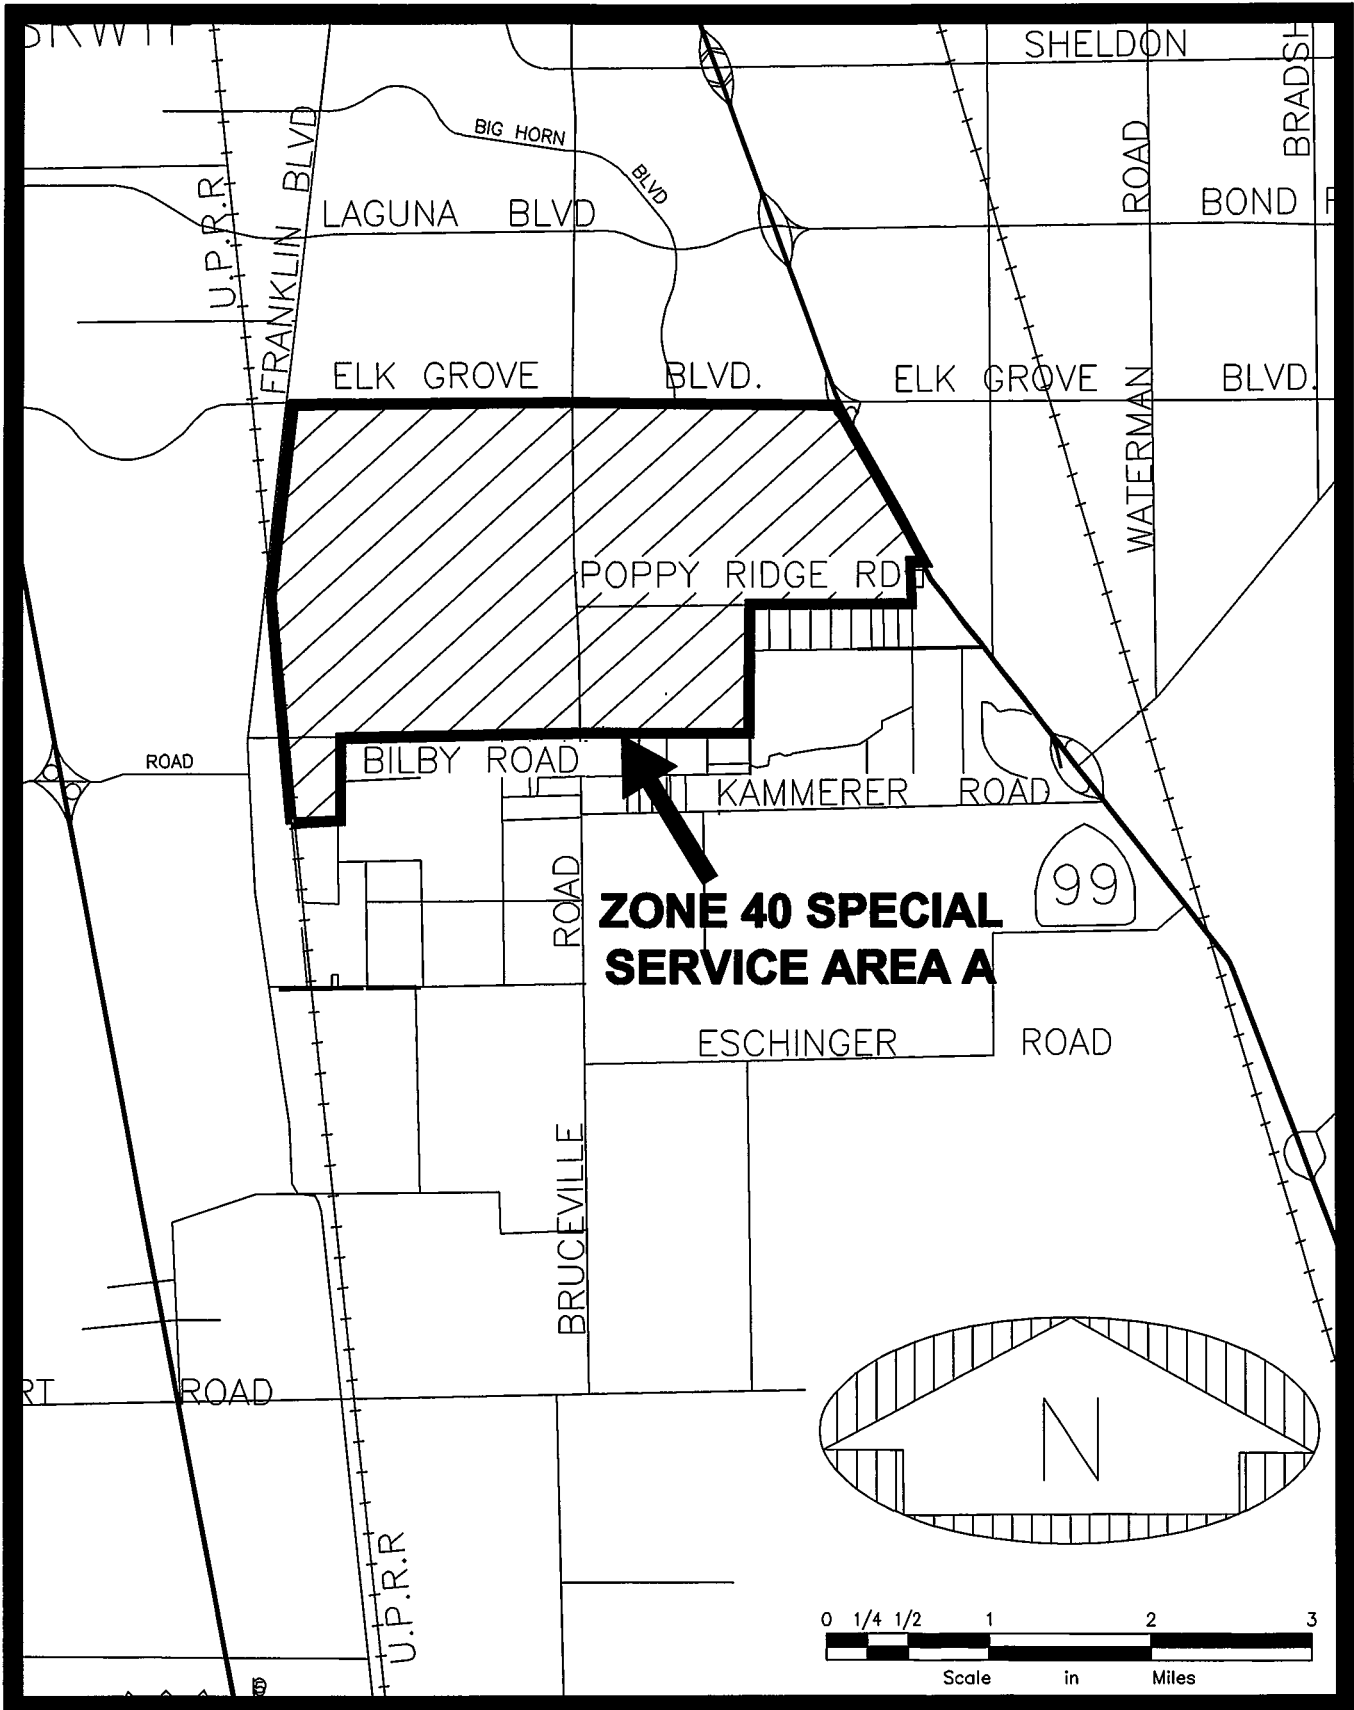 SHELDON
BRADSH
BIG HORN
BLVD
ROAD
U.P.R.R
FRANKLIN BLVD
LAGUNA BLVD
BOND
ELK GROVE BLVD.
ELK GROVE BLVD.
WATERMAN
POPPY RIDGE RD
ROAD
BILBY ROAD
KAMMERER ROAD
99
ROAD
ZONE 40 SPECIAL
SERVICE AREA A
ESCHINGER ROAD
BRUCEVILLE
RT ROAD
N
U.P.R.R
0 1/4 1/2 1 2 3
Scale in Miles